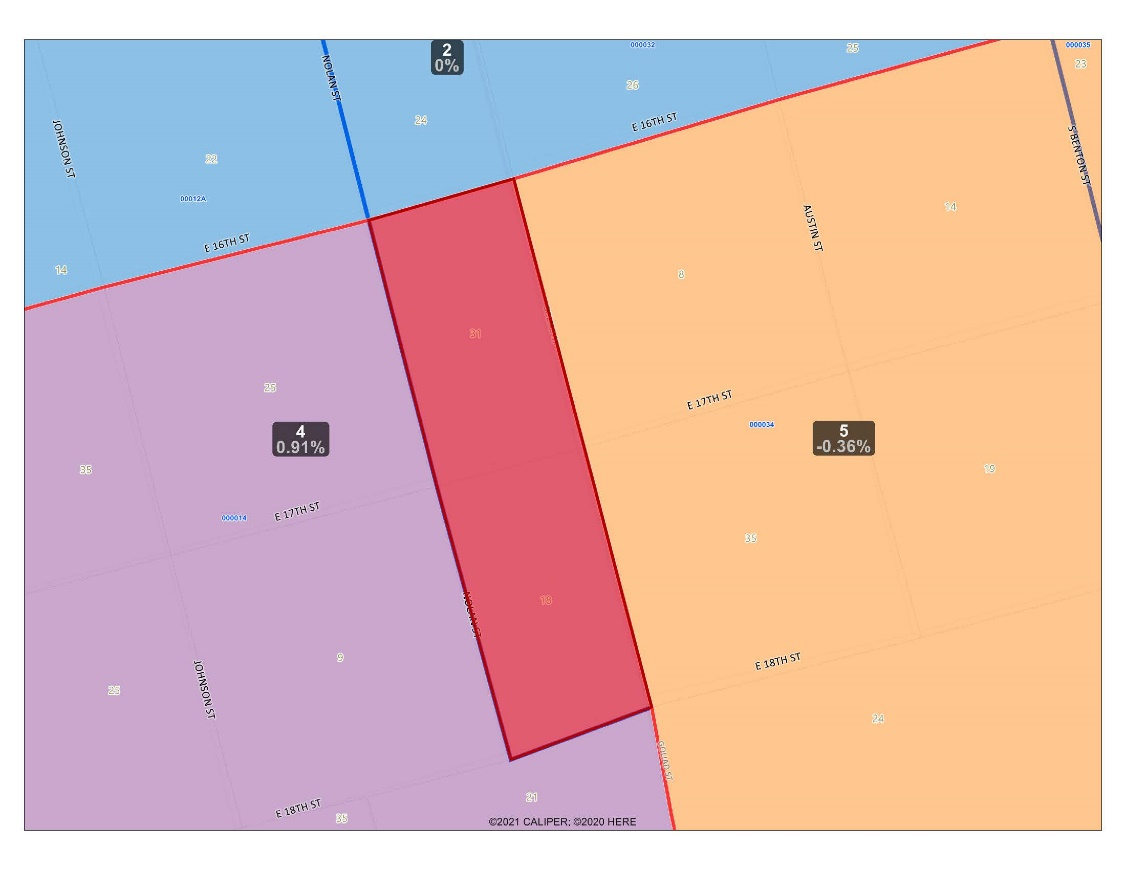 2
0%
000032
25
000035
23
NOLAN ST
26
24
E 16TH ST
JOHNSON ST
22
S BENTON ST
00012A
14
AUSTIN ST
E 16TH ST
14
8
31
25
E 17TH ST
4
0.91%
000034
5
-0.36%
35
19
E 17TH ST
000014
35
18
NOLAN ST
9
E 18TH ST
JOHNSON ST
25
24
SQUAD ST
21
E 18TH ST
35
©2021 CALIPER; ©2020 HERE